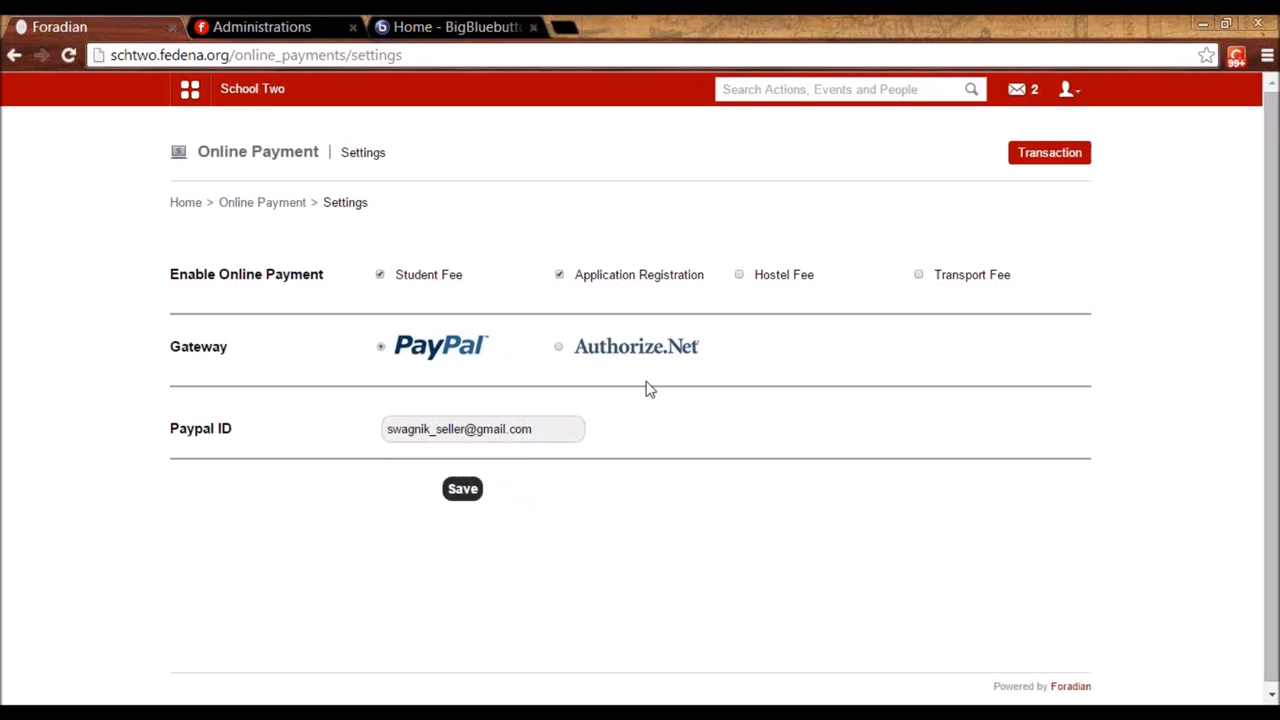 Foradian
Administrations
Home - BigBluebutt
schtwo.fedena.org/online_payments/settings
99+
School Two
Search Actions, Events and People
2
Online Payment | Settings
Transaction
Home > Online Payment > Settings
Enable Online Payment
Student Fee
Application Registration
Hostel Fee
Transport Fee
Gateway
PayPal™
Authorize.Net
Paypal ID
swagnik_seller@gmail.com
Save
Powered by Foradian